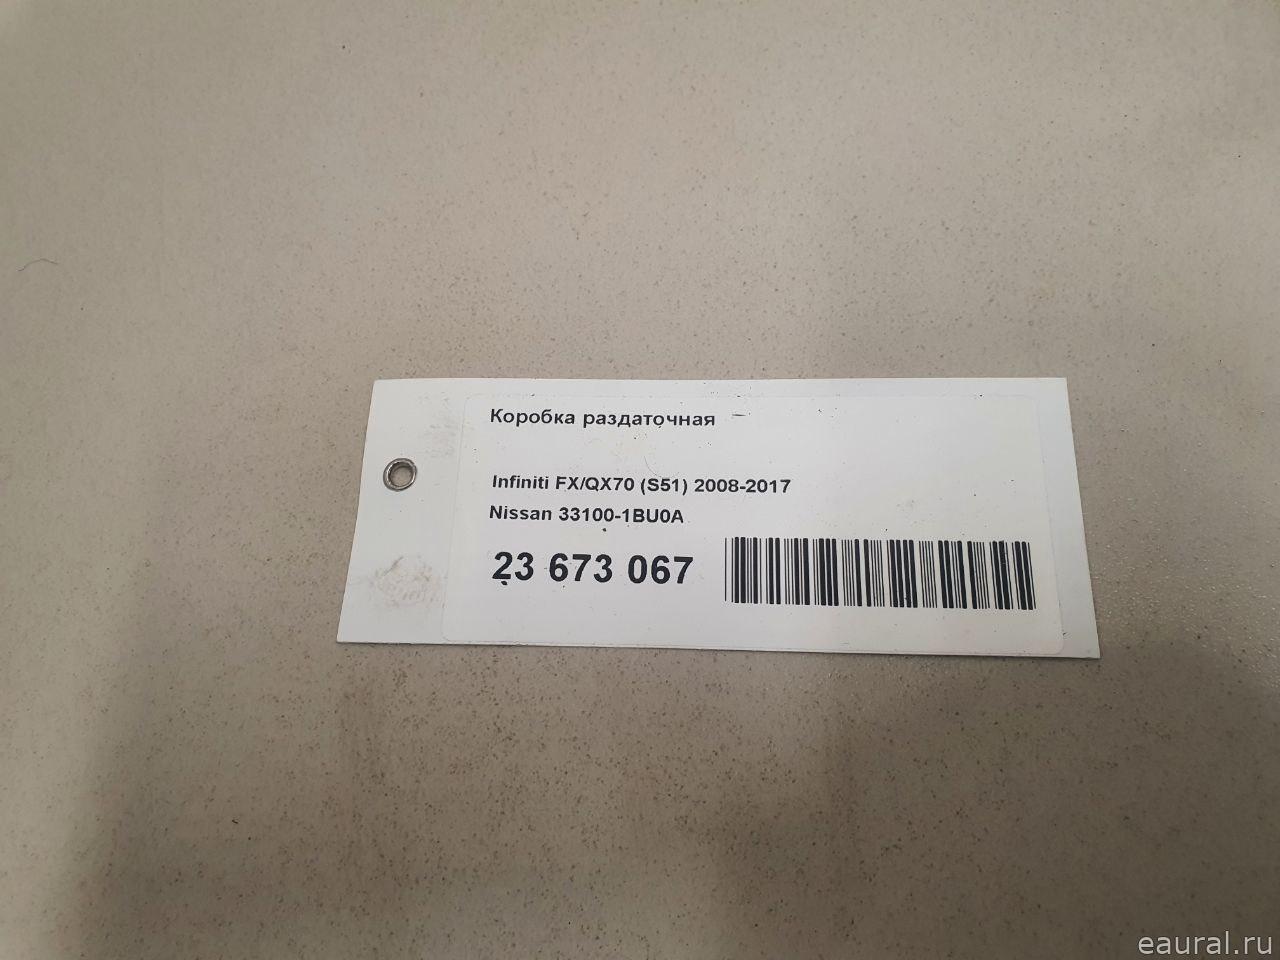 Коробка раздаточная
Infiniti FX/QX70 (S51) 2008-2017
Nissan 33100-1BU0A
23 673 067
eaural.ru